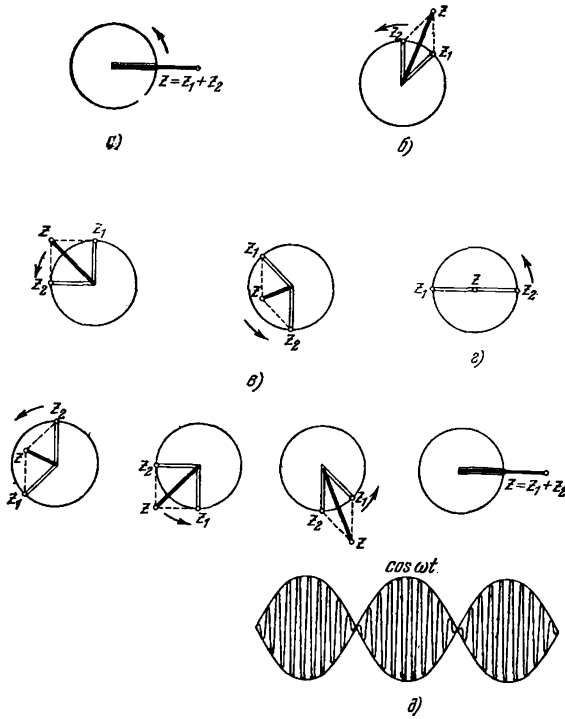 z=z₁+z₂
а)
z
z₂
z₁
б)
z
z₁
z₂
z₁
z
z₂
в)
z₁
z
z₂
г)
z₂
z
z₁
z₂
z
z₁
z₁
z₂
z
z=z₁+z₂
cos ωt.
д)